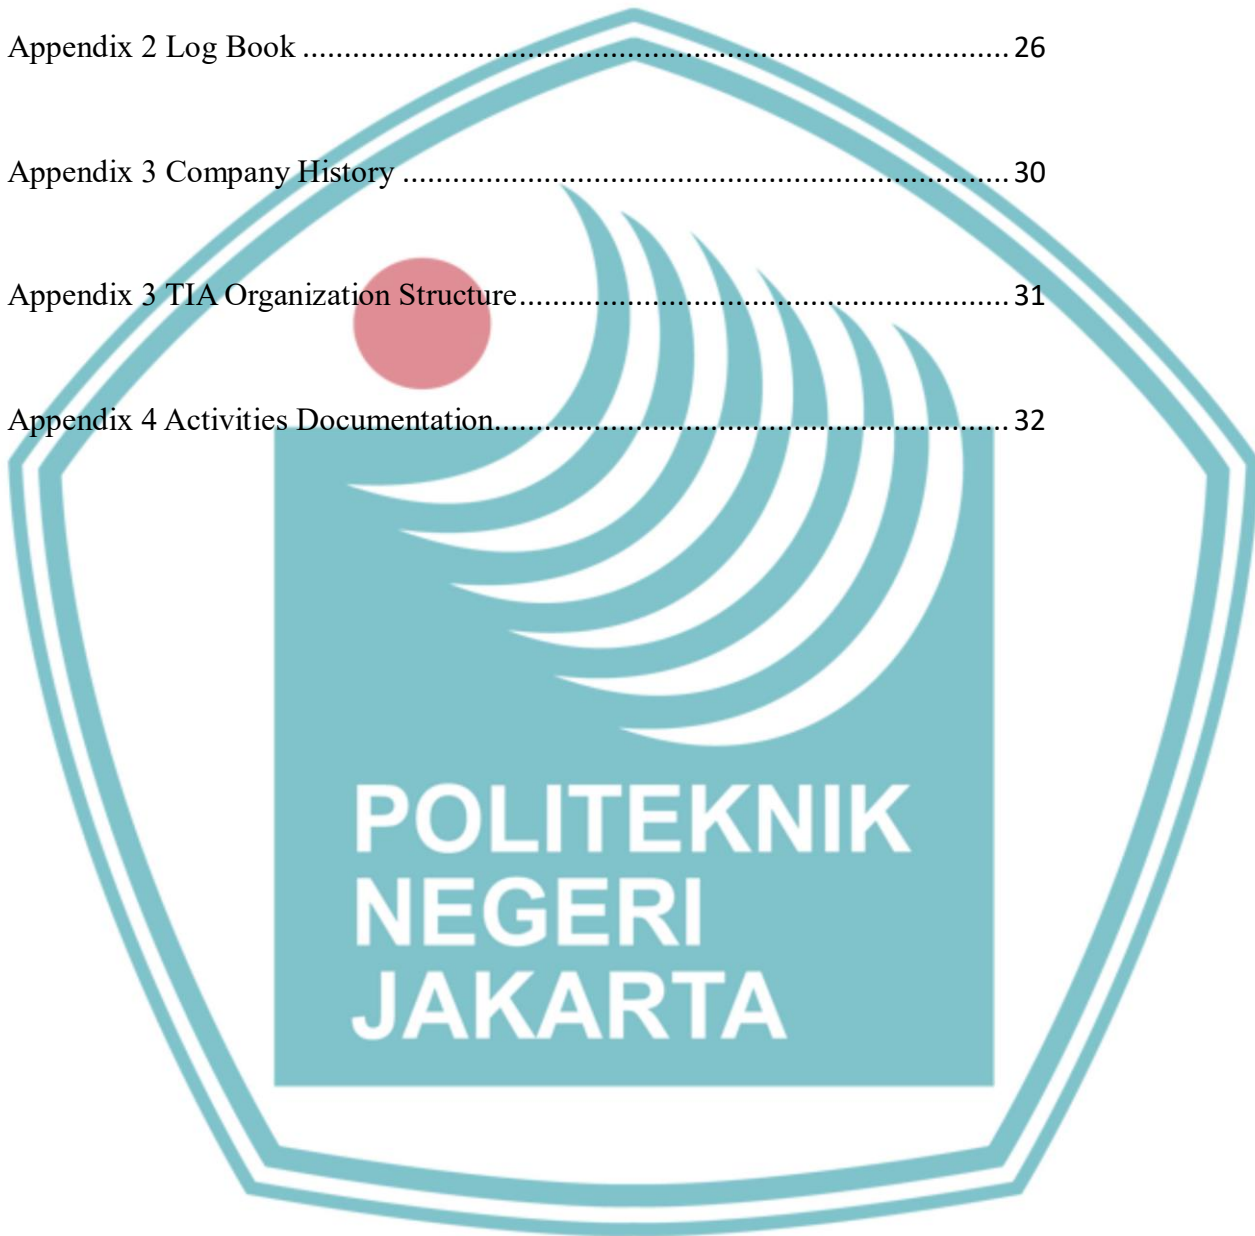 Appendix 2 Log Book ........................................................................................ 26
Appendix 3 Company History ............................................................................ 30
Appendix 3 TIA Organization Structure............................................................. 31
Appendix 4 Activities Documentation................................................................ 32
POLITEKNIK
NEGERI
JAKARTA